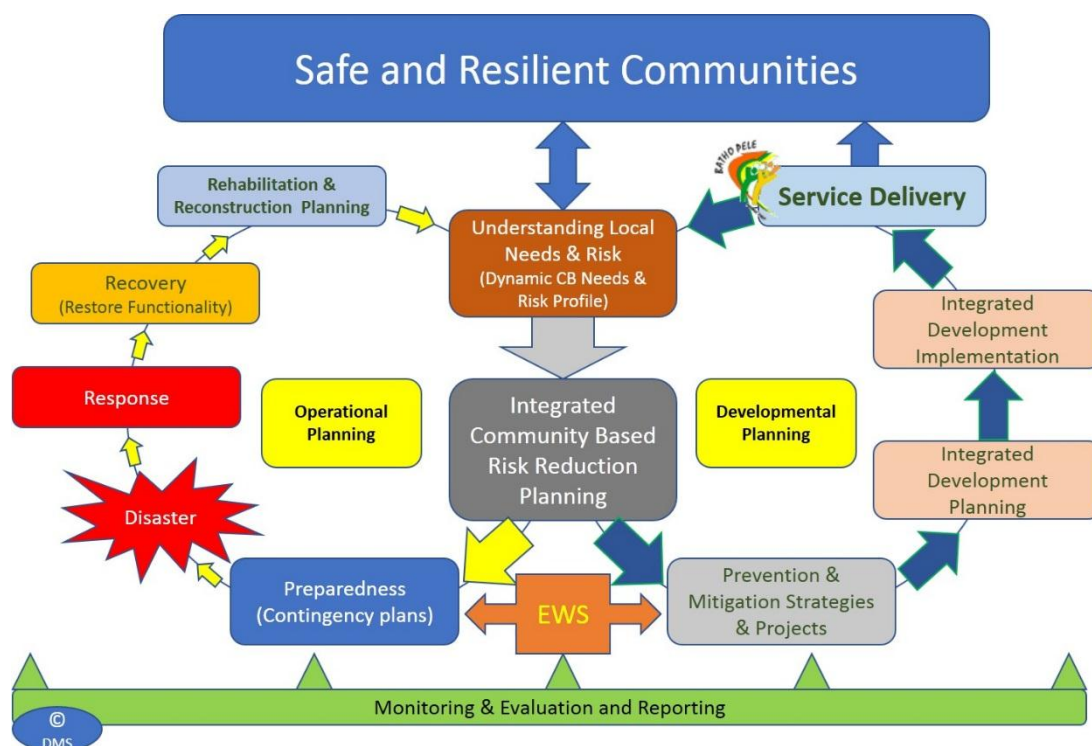 Safe and Resilient Communities
BATHO PELE
Rehabilitation &
Reconstruction Planning
Service Delivery
Understanding Local
Needs & Risk
(Dynamic CB Needs &
Risk Profile)
Recovery
(Restore Functionality)
Integrated
Development
Implementation
Response
Operational
Planning
Integrated
Community Based
Risk Reduction
Planning
Developmental
Planning
Integrated
Development
Planning
Disaster
Preparedness
(Contingency plans)
EWS
Prevention &
Mitigation Strategies
& Projects
Monitoring & Evaluation and Reporting
©
DMS